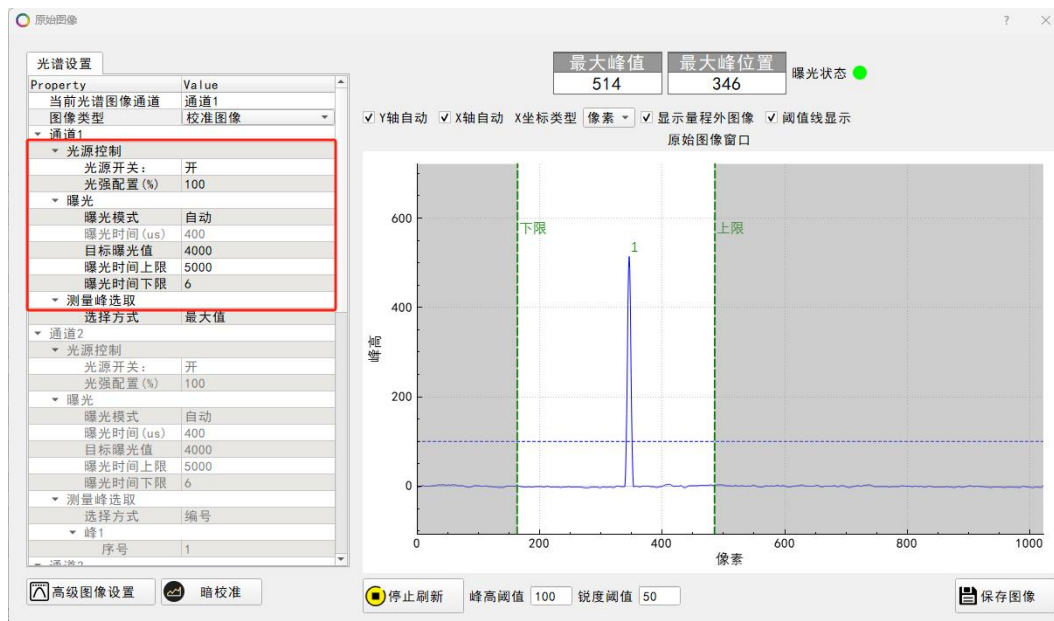 原始图像
? ×
光谱设置
Property Value
当前光谱图像通道 通道1
图像类型 校准图像
通道1
光源控制
光源开关: 开
光强配置(%) 100
曝光
曝光模式 自动
曝光时间(us) 400
目标曝光值 4000
曝光时间上限 5000
曝光时间下限 6
测量峰选取
选择方式 最大值
通道2
光源控制
光源开关: 开
光强配置(%) 100
曝光
曝光模式 自动
曝光时间(us) 400
目标曝光值 4000
曝光时间上限 5000
曝光时间下限 6
测量峰选取
选择方式 编号
峰1
序号 1
通道3
高级图像设置 暗校准
最大峰值 最大峰位置 曝光状态
514 346
Y轴自动 X轴自动 X坐标类型 像素 显示量程外图像 阈值线显示
原始图像窗口
峰高
600
400
200
0
下限
1
上限
0 200 400 600 800 1000
像素
停止刷新 峰高阈值 100 锐度阈值 50 保存图像